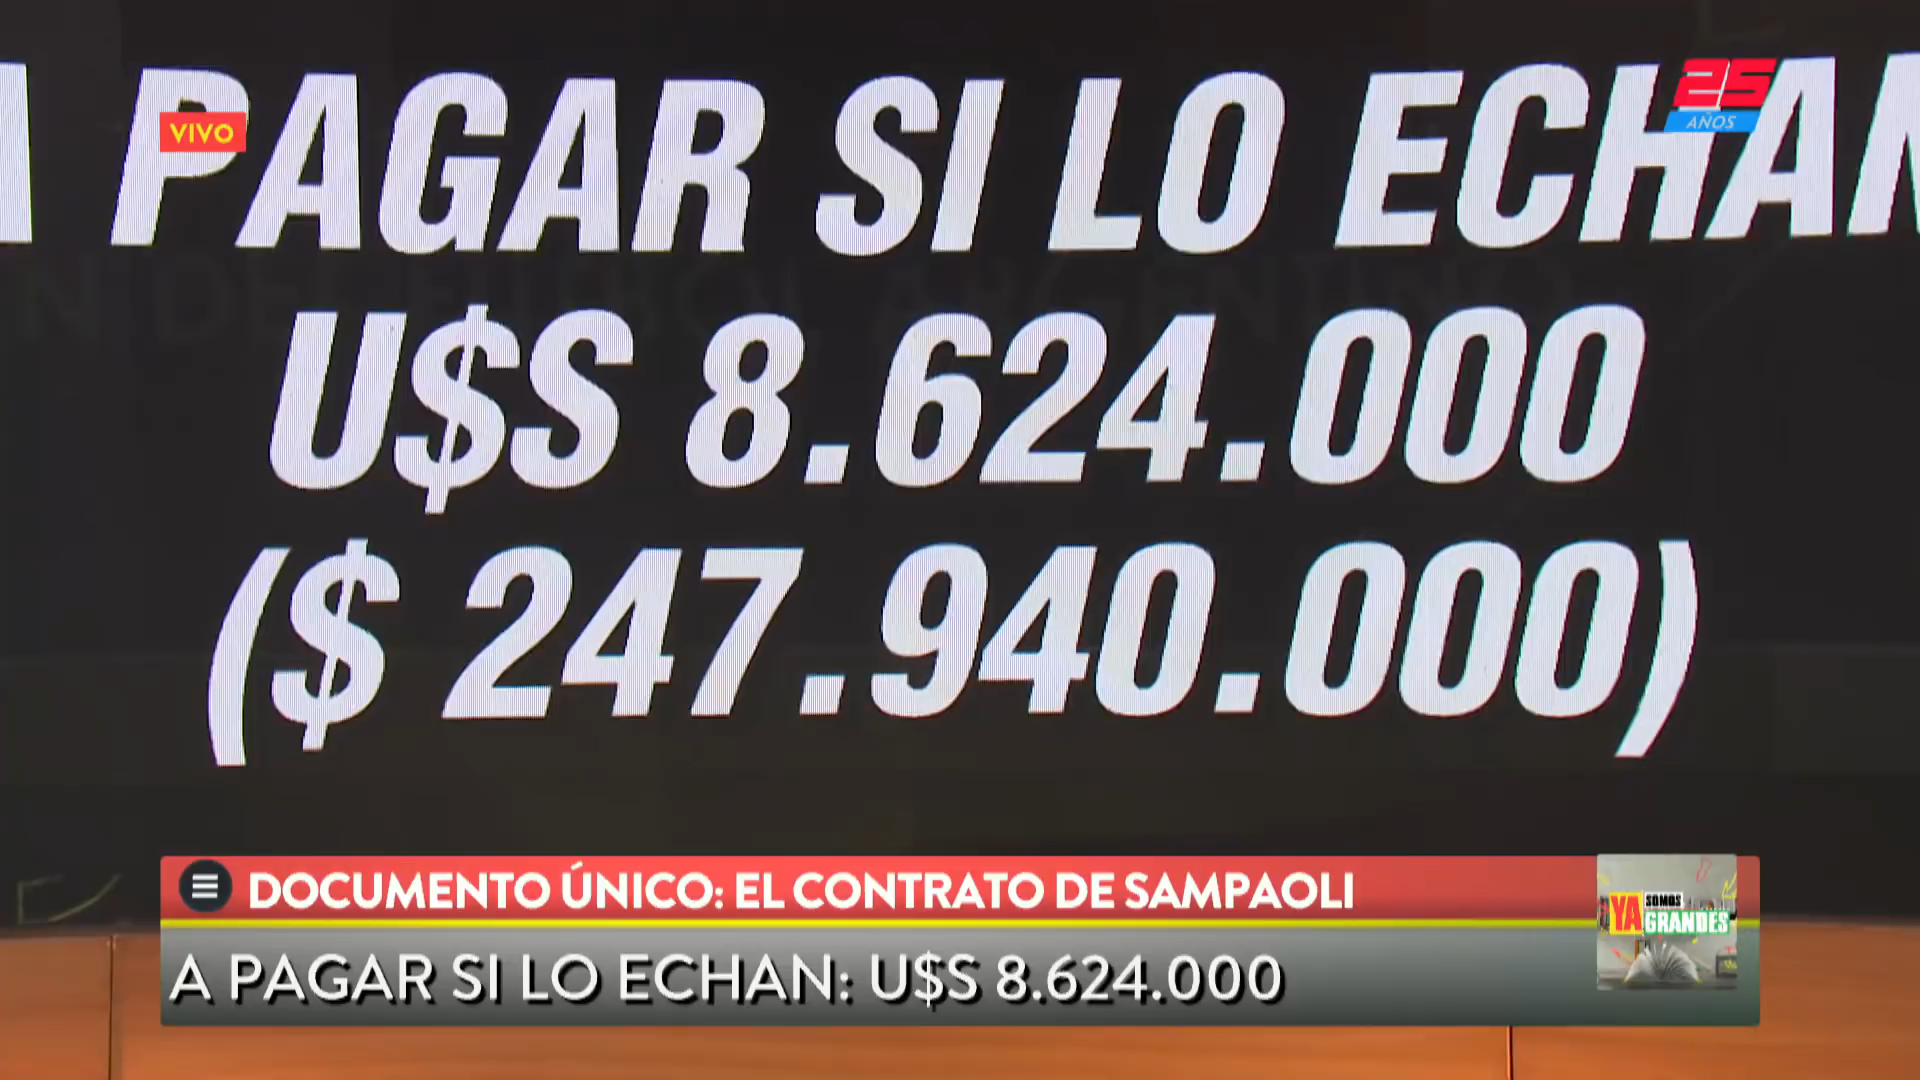 A PAGAR SI LO ECHAN
VIVO
25
AÑOS
U$S 8.624.000
($ 247.940.000)
DOCUMENTO ÚNICO: EL CONTRATO DE SAMPAOLI
YA SOMOS GRANDES
A PAGAR SI LO ECHAN: U$S 8.624.000